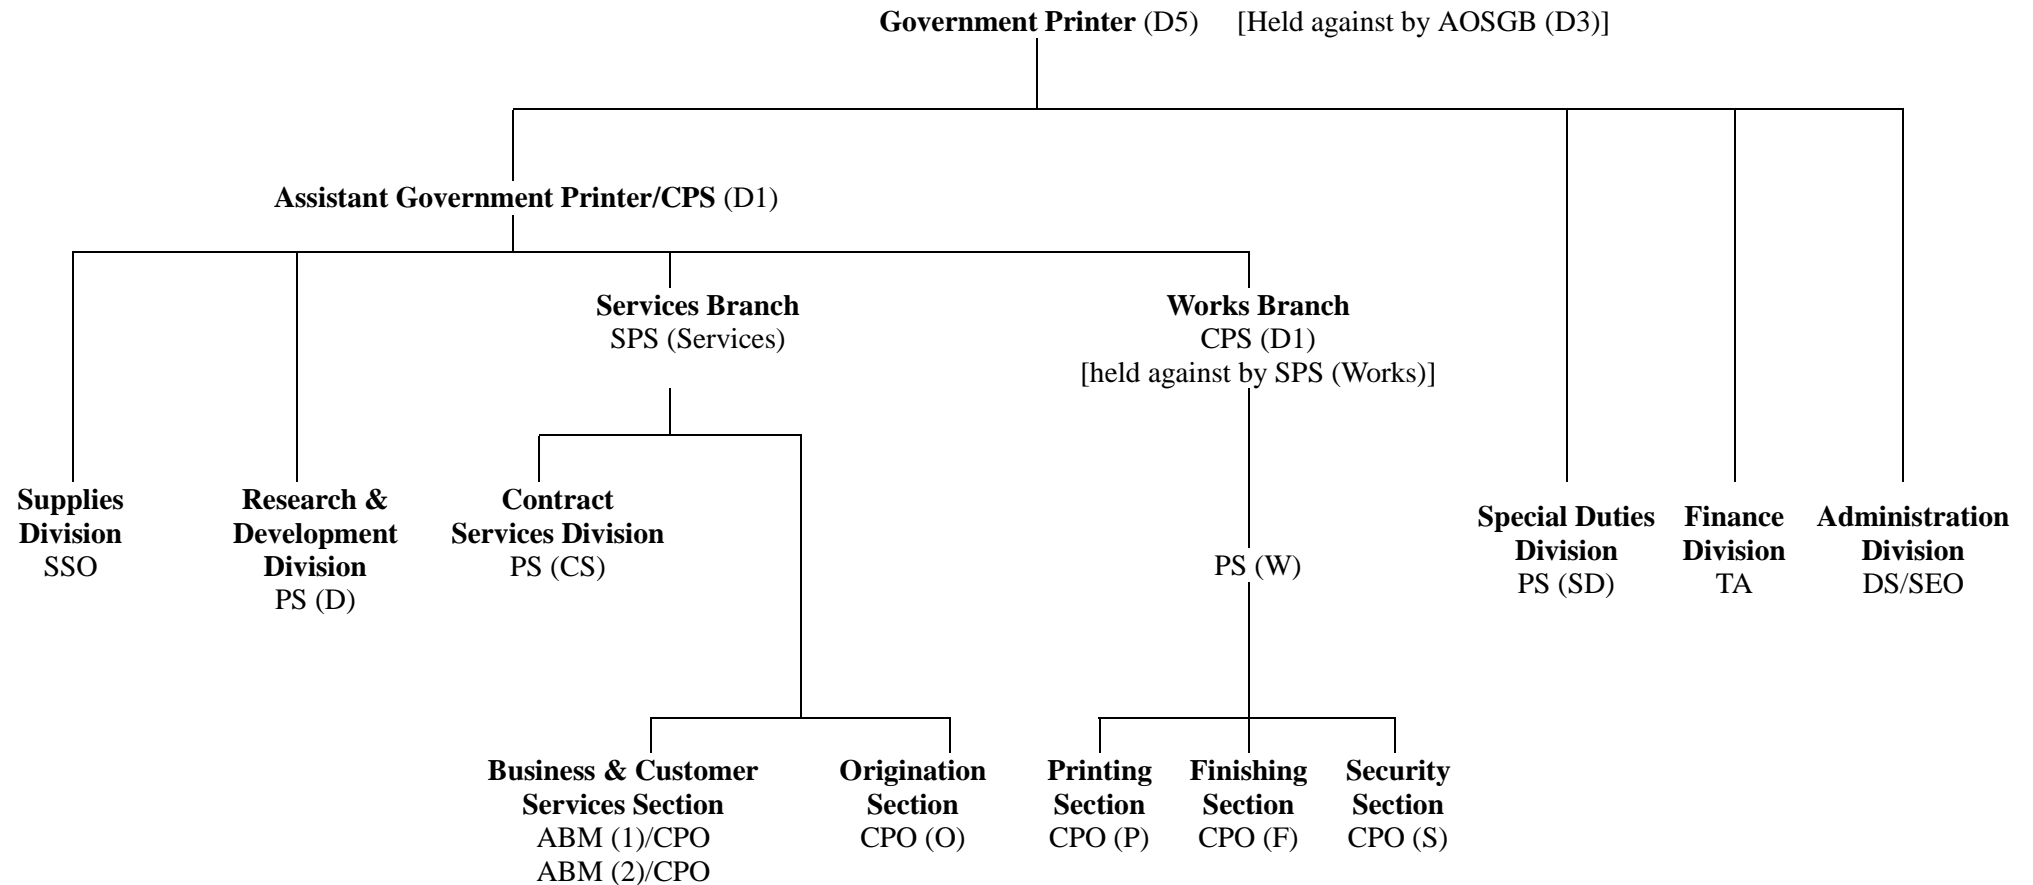 Government Printer (D5) [Held against by AOSGB (D3)]
Assistant Government Printer/CPS (D1)
Services Branch
SPS (Services)
Works Branch
CPS (D1)
[held against by SPS (Works)]
Supplies
Division
SSO
Research &
Development
Division
PS (D)
Contract
Services Division
PS (CS)
PS (W)
Special Duties
Division
PS (SD)
Finance
Division
TA
Administration
Division
DS/SEO
Business & Customer
Services Section
ABM (1)/CPO
ABM (2)/CPO
Origination
Section
CPO (O)
Printing
Section
CPO (P)
Finishing
Section
CPO (F)
Security
Section
CPO (S)